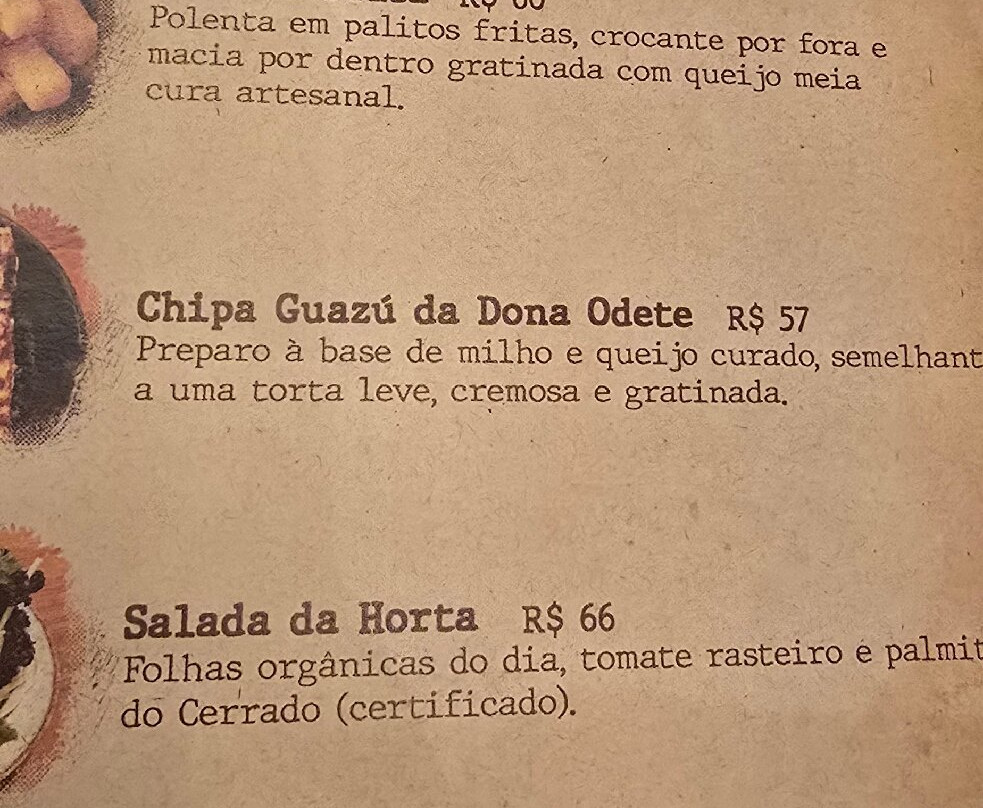 Polenta em palitos fritas, crocante por fora e
macia por dentro gratinada com queijo meia
cura artesanal.
Chipa Guazú da Dona Odete R$ 57
Preparo à base de milho e queijo curado, semelhant
a uma torta leve, cremosa e gratinada.
Salada da Horta R$ 66
Folhas orgânicas do dia, tomate rasteiro e palmit
do Cerrado (certificado).